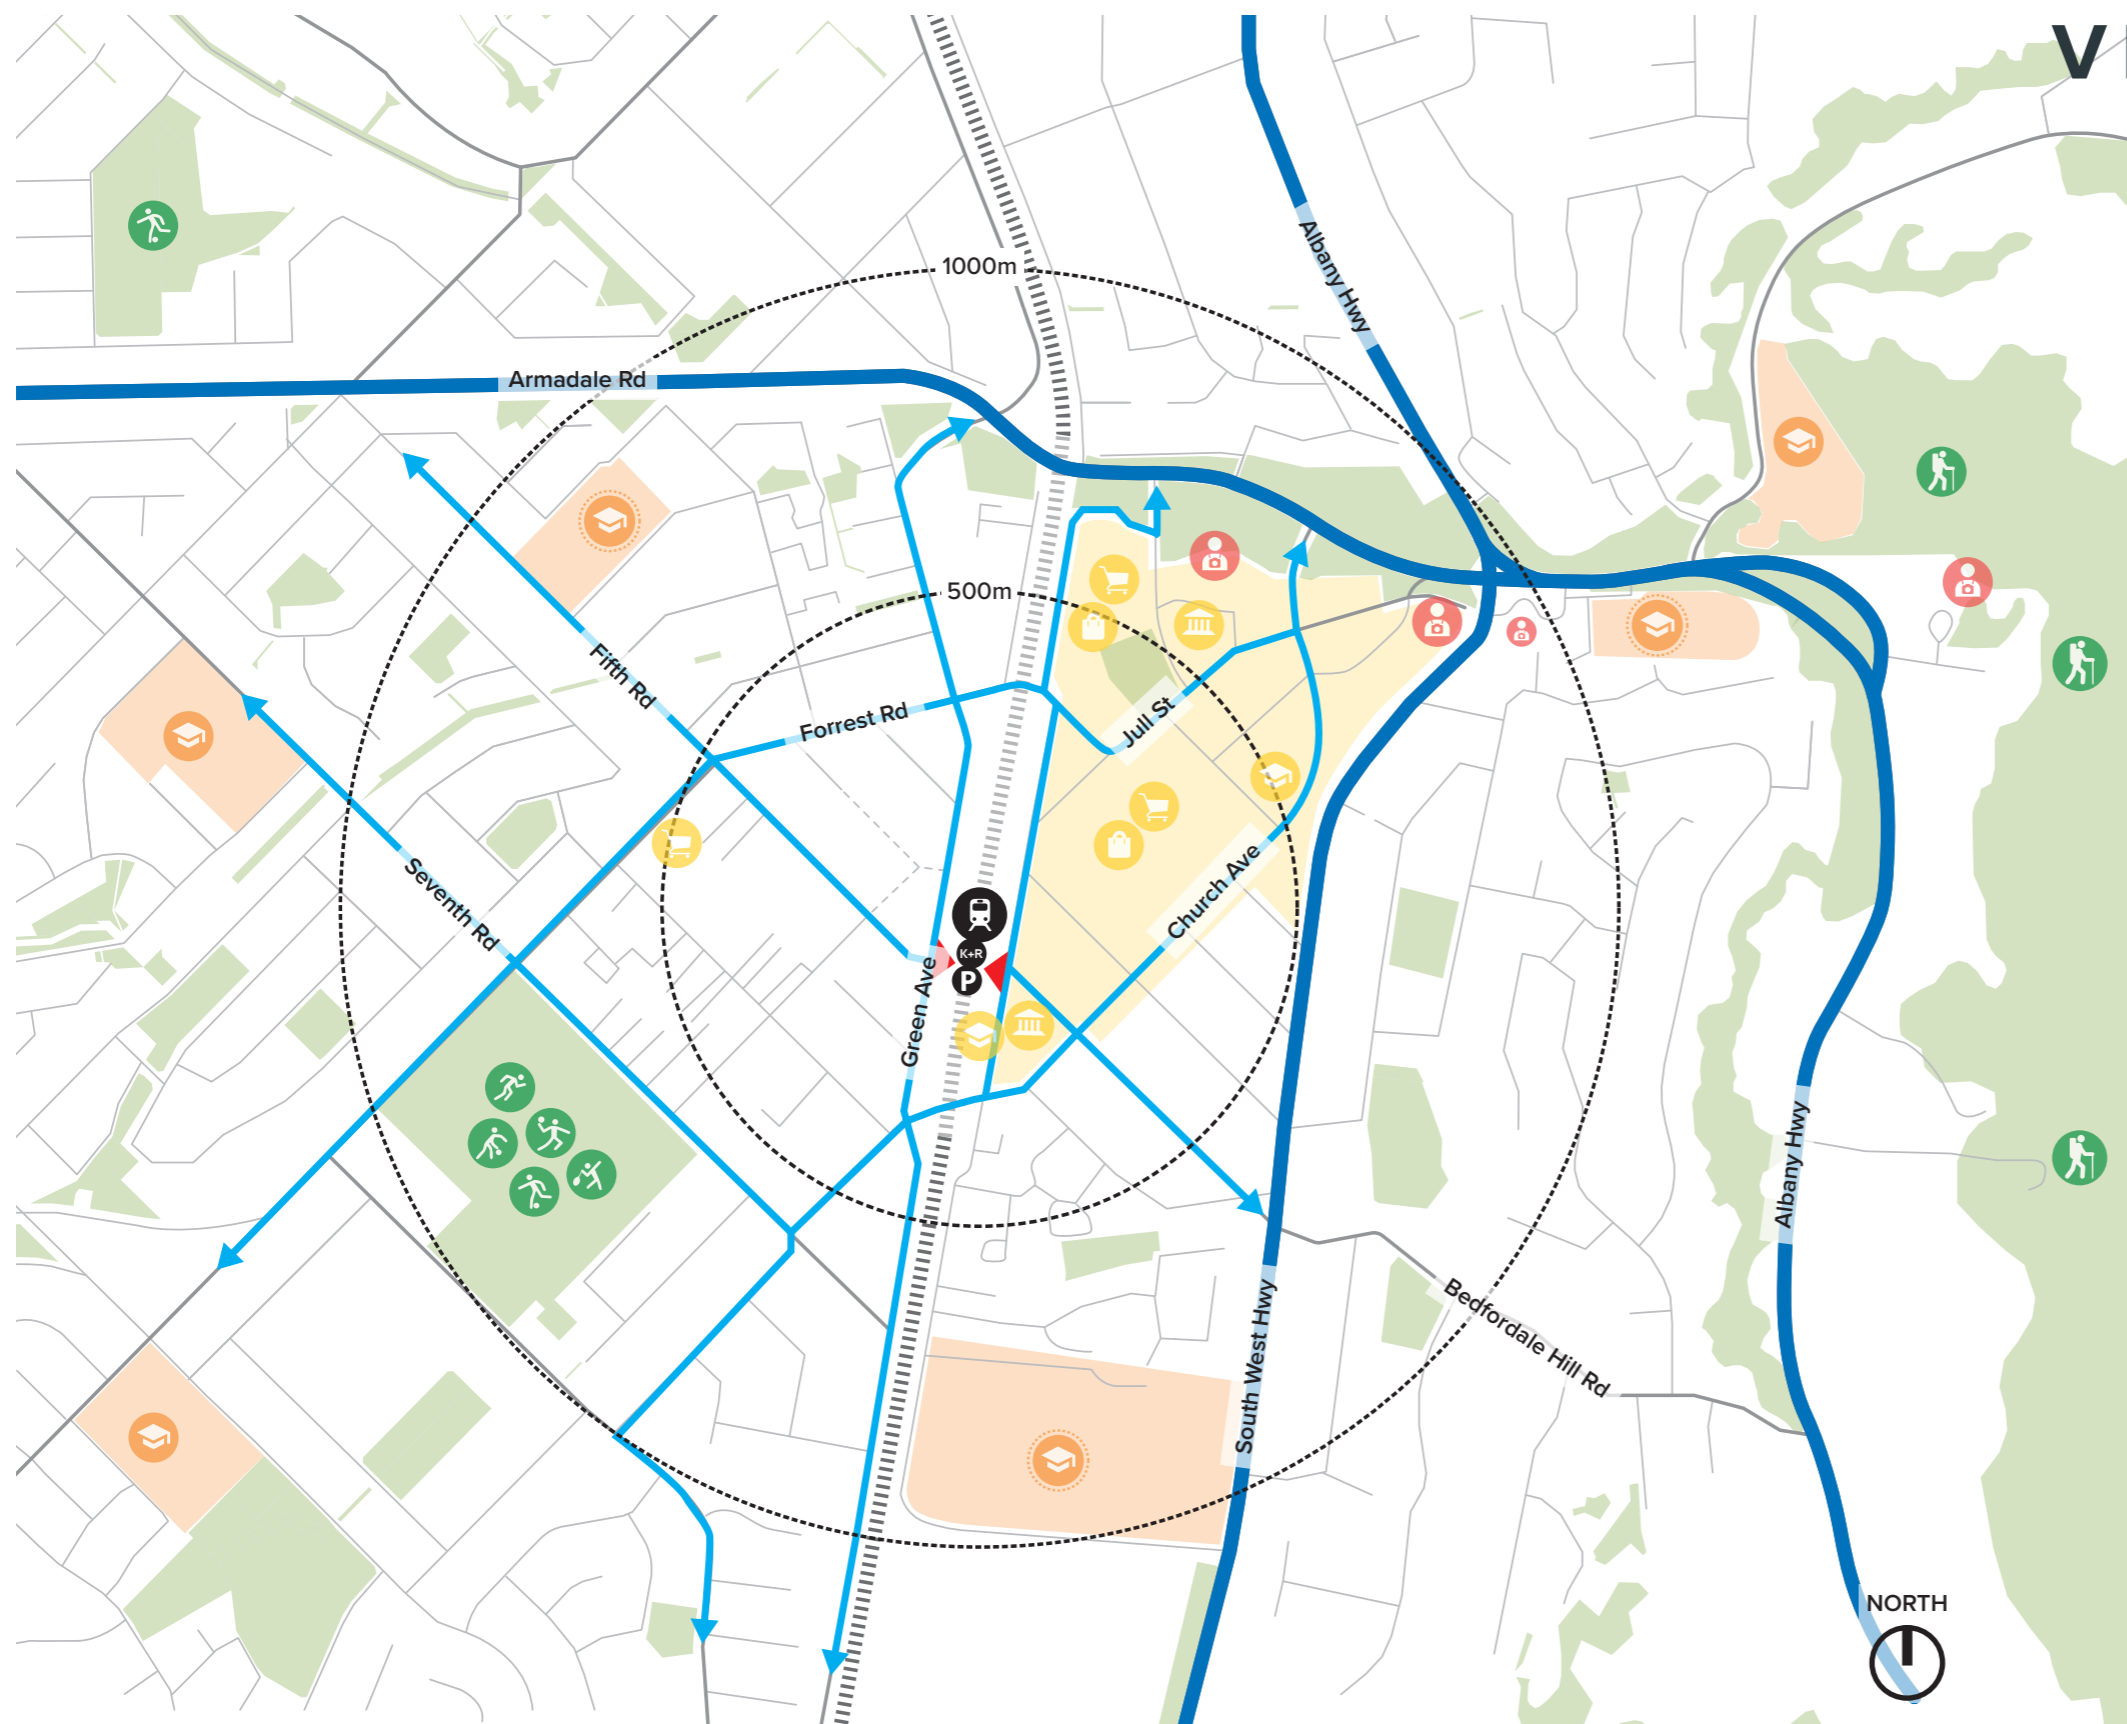 V
Albany Hwy
1000m
Armadale Rd
500m
Fifth Rd
Forrest Rd
Jull St
Seventh Rd
Church Ave
K+R
P
Green Ave
Albany Hwy
South West Hwy
Bedfordale Hill Rd
NORTH